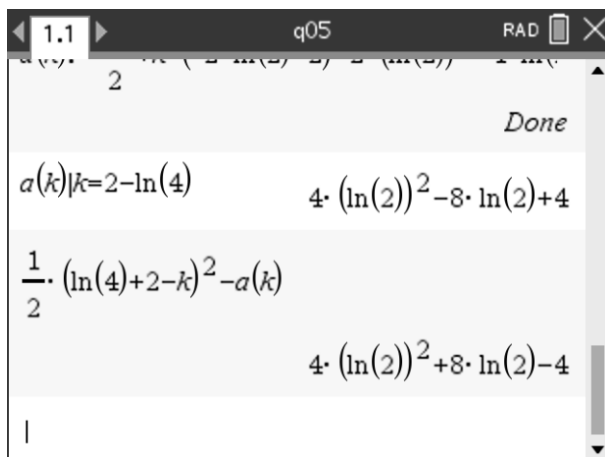 1.1 q05 RAD
2
Done
a(k)|k=2-ln(4) 4·(ln(2))²-8·ln(2)+4
1/2·(ln(4)+2-k)²-a(k)
4·(ln(2))²+8·ln(2)-4